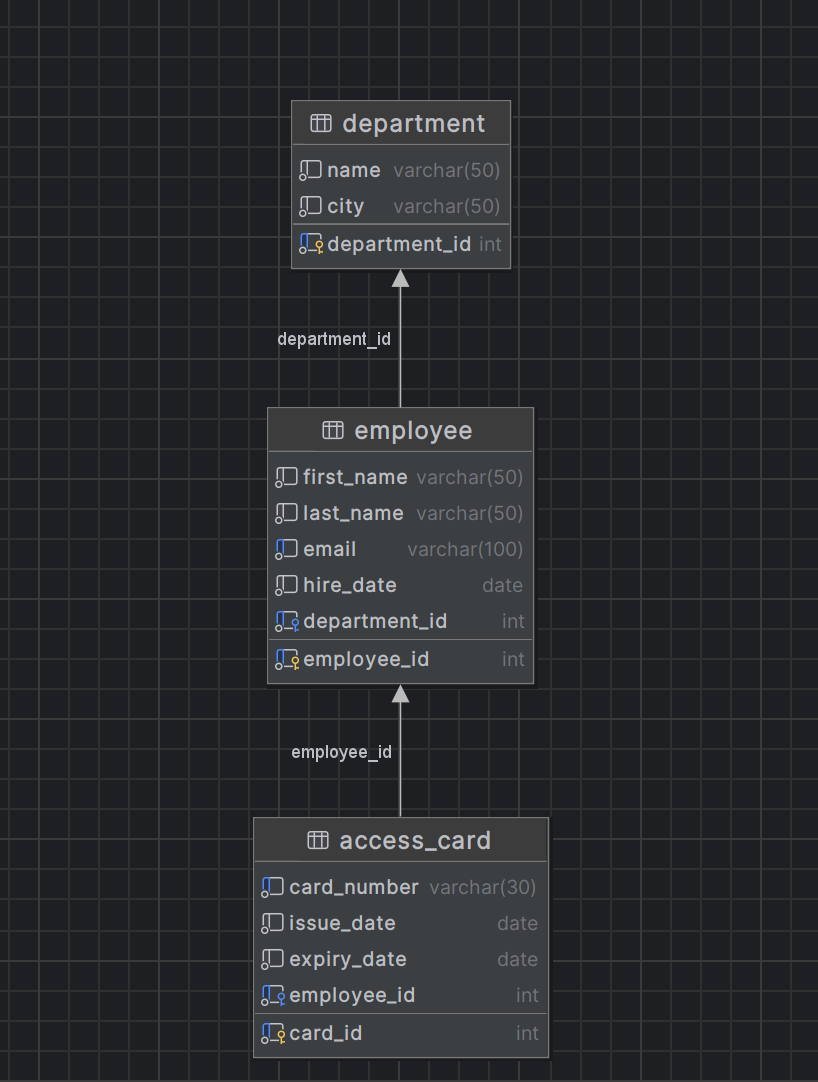 department
name varchar(50)
city varchar(50)
department_id int
department_id
employee
first_name varchar(50)
last_name varchar(50)
email varchar(100)
hire_date date
department_id int
employee_id int
employee_id
access_card
card_number varchar(30)
issue_date date
expiry_date date
employee_id int
card_id int